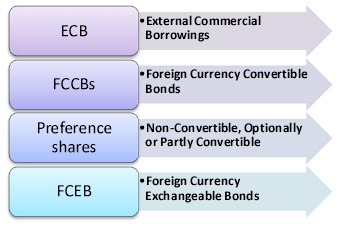 ECB
•External Commercial
Borrowings
FCCBs
•Foreign Currency Convertible
Bonds
Preference
shares
•Non-Convertible, Optionally
or Partly Convertible
FCEB
•Foreign Currency
Exchangeable Bonds